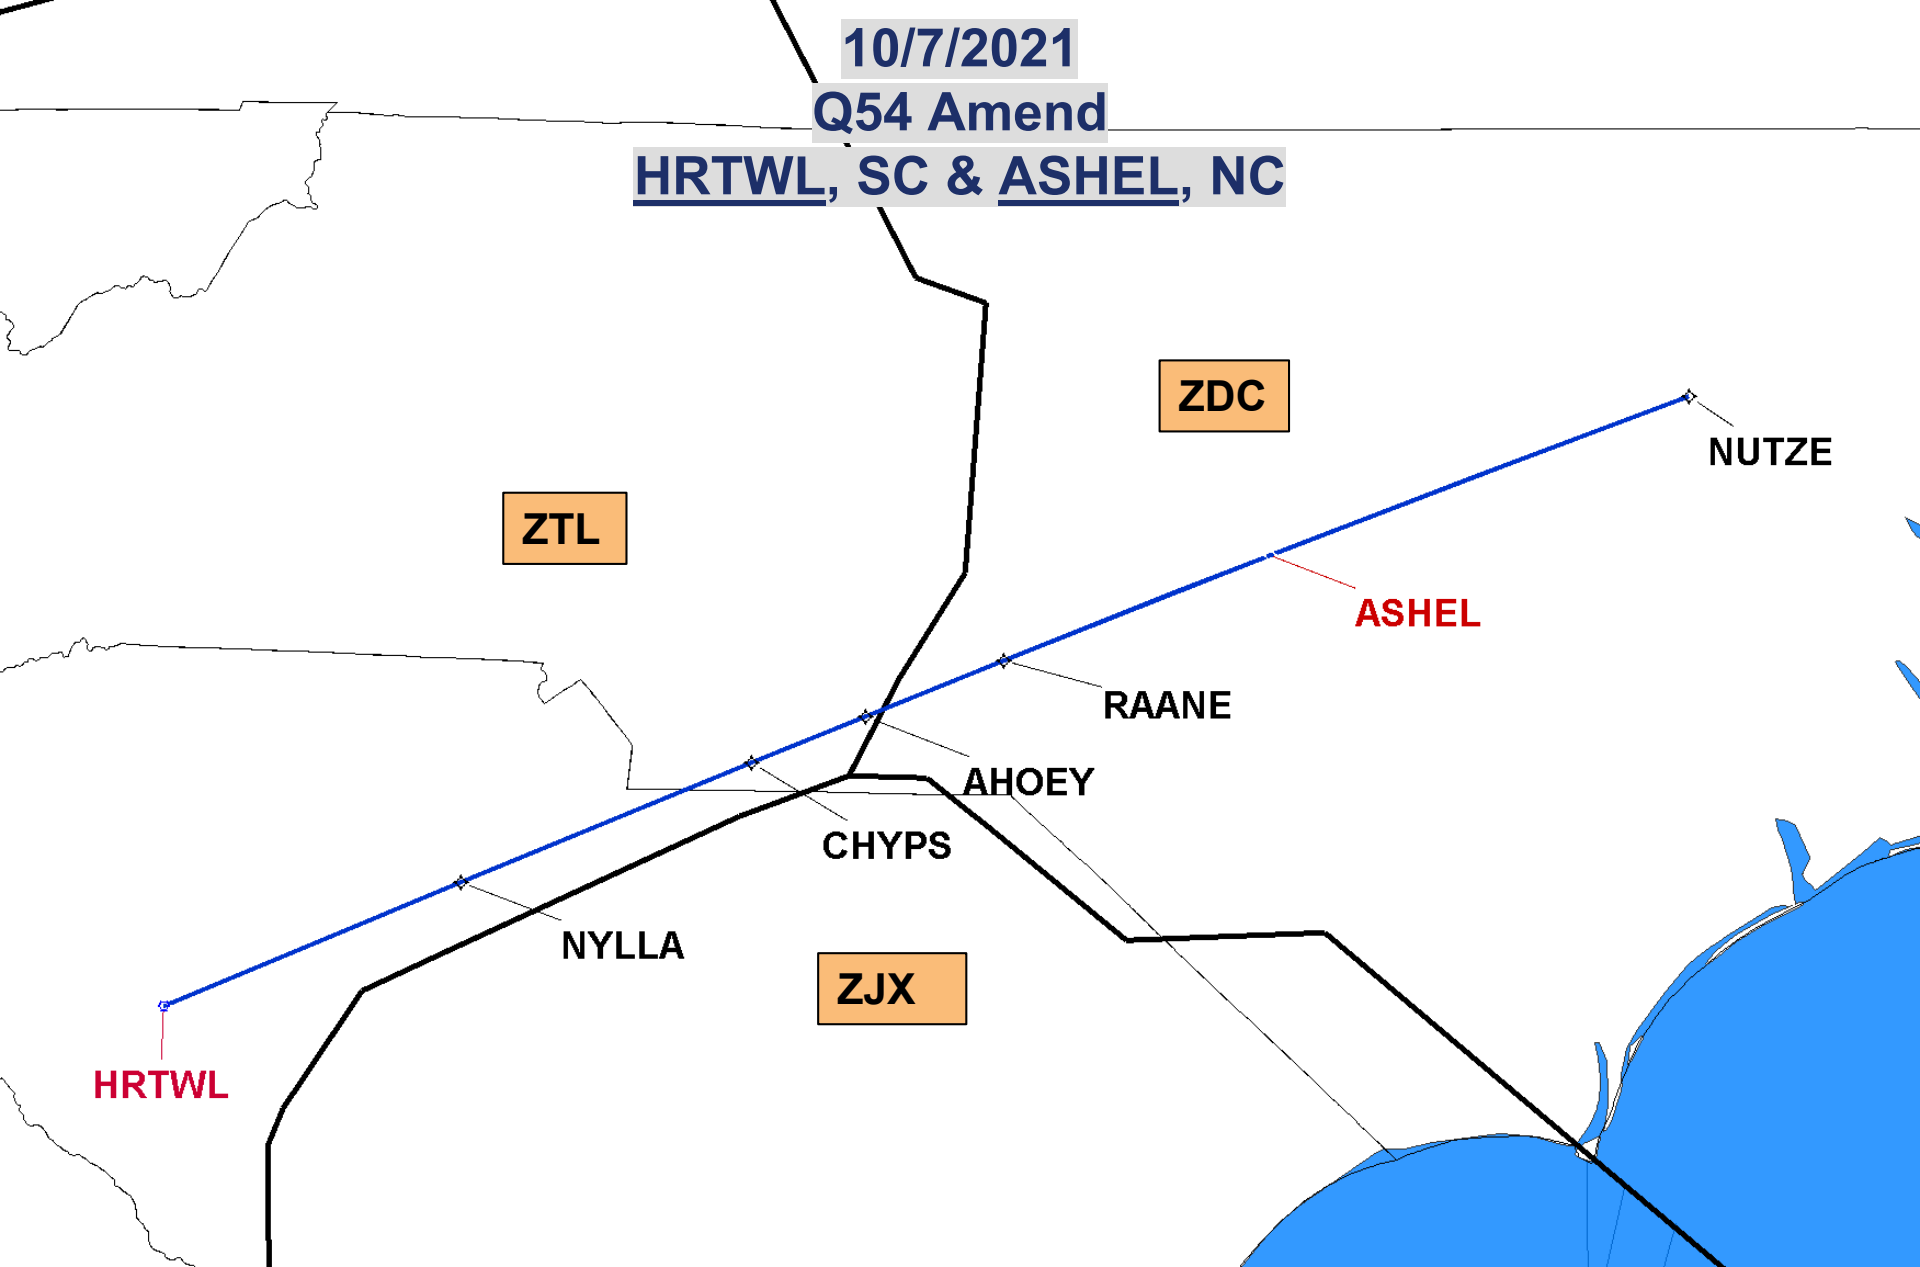 10/7/2021
Q54 Amend
HRTWL, SC & ASHEL, NC
ZDC
NUTZE
ZTL
ASHEL
RAANE
AHOEY
CHYPS
NYLLA
ZJX
HRTWL